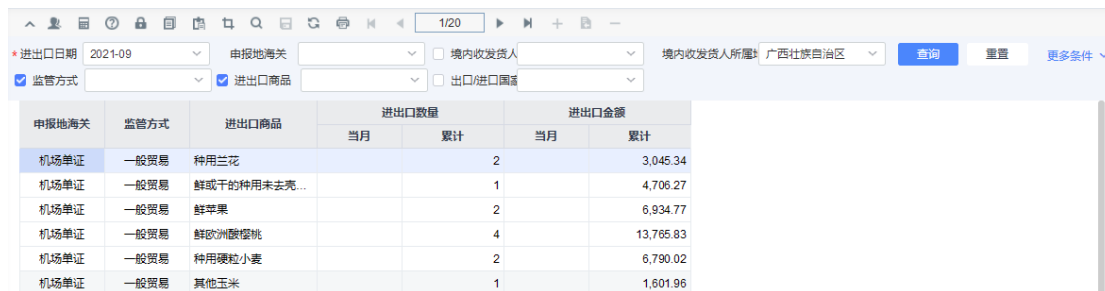 1/20
* 进出口日期 2021-09 申报地海关 境内收发货人 境内收发货人所属地 广西壮族自治区 查询 重置 更多条件
监管方式 进出口商品 出口/进口国家
申报地海关 监管方式 进出口商品 进出口数量 进出口金额
当月 累计 当月 累计
机场单证 一般贸易 种用兰花 2 3,045.34
机场单证 一般贸易 鲜或干的种用未去壳... 1 4,706.27
机场单证 一般贸易 鲜苹果 2 6,934.77
机场单证 一般贸易 鲜欧洲酸樱桃 4 13,765.83
机场单证 一般贸易 种用硬粒小麦 2 6,790.02
机场单证 一般贸易 其他玉米 1 1,601.96